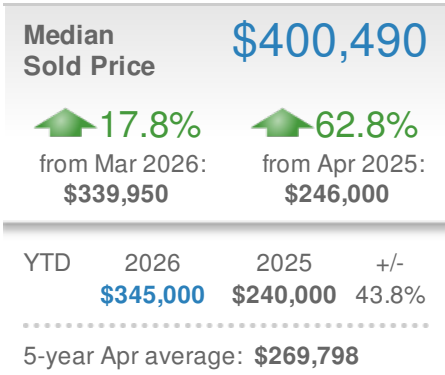 Median $400,490
Sold Price
17.8% 62.8%
from Mar 2026: from Apr 2025:
$339,950 $246,000
YTD 2026 2025 +/-
$345,000 $240,000 43.8%
5-year Apr average: $269,798